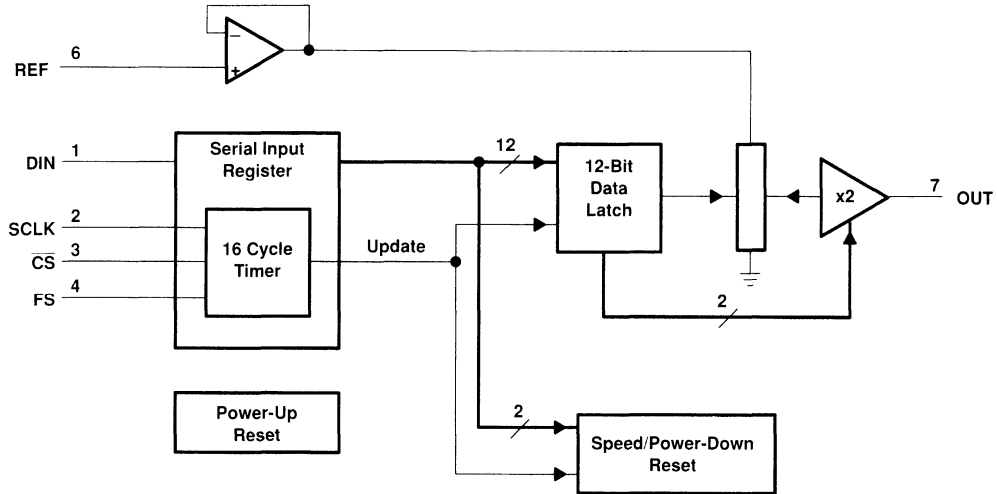 −
+
6
REF
1
DIN
Serial Input
Register
12
12-Bit
Data
Latch
x2
7
OUT
2
SCLK
3
CS
4
FS
16 Cycle
Timer
Update
2
Power-Up
Reset
2
Speed/Power-Down
Reset